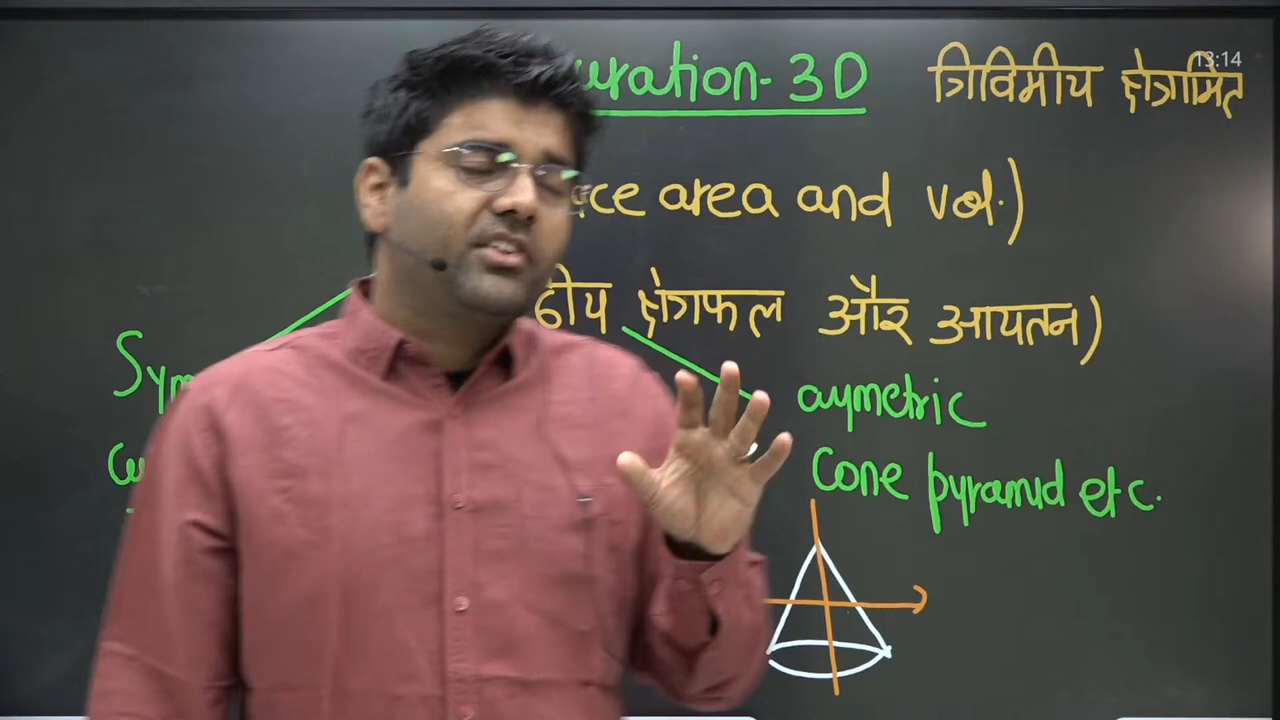 uration-3D त्रिविमीय क्षेत्रमिति
13:14
ce area and vol.)
ठीय क्षेत्रफल और आयतन)
Sym aymetric
cone pyramid etc.